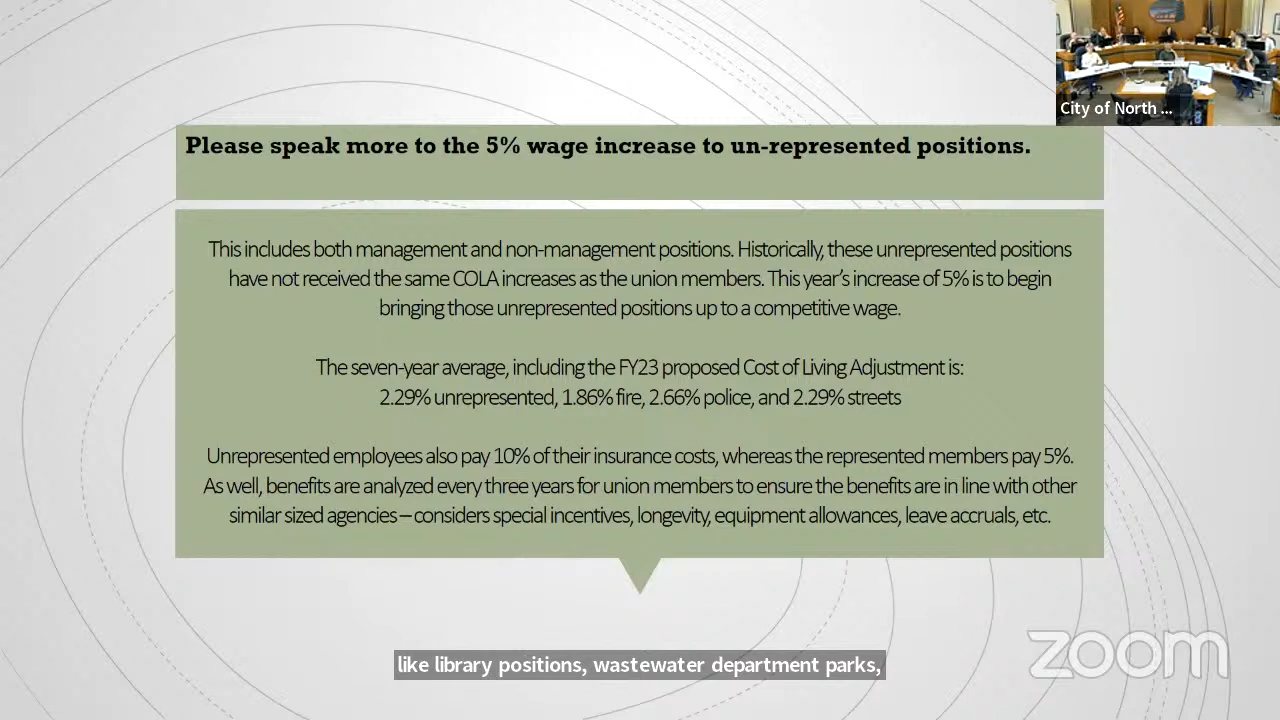 City of North ...
Please speak more to the 5% wage increase to un-represented positions.
This includes both management and non-management positions. Historically, these unrepresented positions
have not received the same COLA increases as the union members. This year's increase of 5% is to begin
bringing those unrepresented positions up to a competitive wage.
The seven-year average, including the FY23 proposed Cost of Living Adjustment is:
2.29% unrepresented, 1.86% fire, 2.66% police, and 2.29% streets
Unrepresented employees also pay 10% of their insurance costs, whereas the represented members pay 5%.
As well, benefits are analyzed every three years for union members to ensure the benefits are in line with other
similar sized agencies – considers special incentives, longevity, equipment allowances, leave accruals, etc.
like library positions, wastewater department parks,
zoom